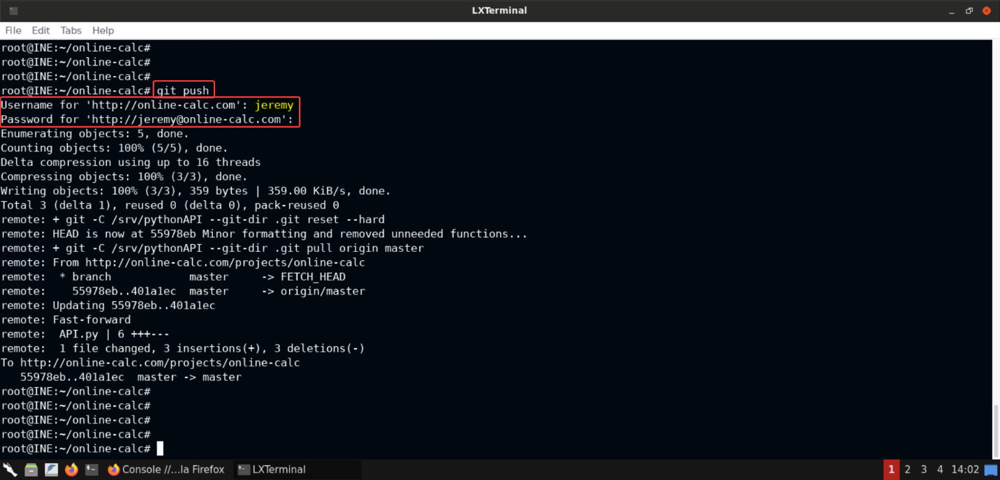 LXTerminal
File Edit Tabs Help
root@INE:~/online-calc#
root@INE:~/online-calc#
root@INE:~/online-calc#
root@INE:~/online-calc# git push
Username for 'http://online-calc.com': jeremy
Password for 'http://jeremy@online-calc.com':
Enumerating objects: 5, done.
Counting objects: 100% (5/5), done.
Delta compression using up to 16 threads
Compressing objects: 100% (3/3), done.
Writing objects: 100% (3/3), 359 bytes | 359.00 KiB/s, done.
Total 3 (delta 1), reused 0 (delta 0), pack-reused 0
remote: + git -C /srv/pythonAPI --git-dir .git reset --hard
remote: HEAD is now at 55978eb Minor formatting and removed unneeded functions...
remote: + git -C /srv/pythonAPI --git-dir .git pull origin master
remote: From http://online-calc.com/projects/online-calc
remote:  * branch            master     -> FETCH_HEAD
remote:    55978eb..401a1ec  master     -> origin/master
remote: Updating 55978eb..401a1ec
remote: Fast-forward
remote:  API.py | 6 +++---
remote:  1 file changed, 3 insertions(+), 3 deletions(-)
To http://online-calc.com/projects/online-calc
   55978eb..401a1ec  master -> master
root@INE:~/online-calc#
root@INE:~/online-calc#
root@INE:~/online-calc#
root@INE:~/online-calc#
root@INE:~/online-calc#
Console //...la Firefox LXTerminal 1 2 3 4 14:02